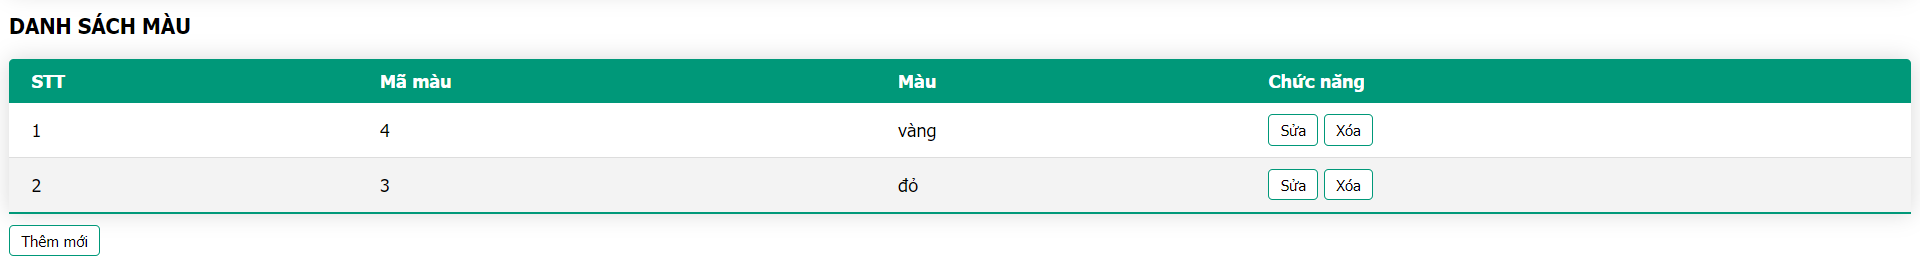 DANH SÁCH MÀU
STT Mã màu Màu Chức năng
1 4 vàng Sửa Xóa
2 3 đỏ Sửa Xóa
Thêm mới